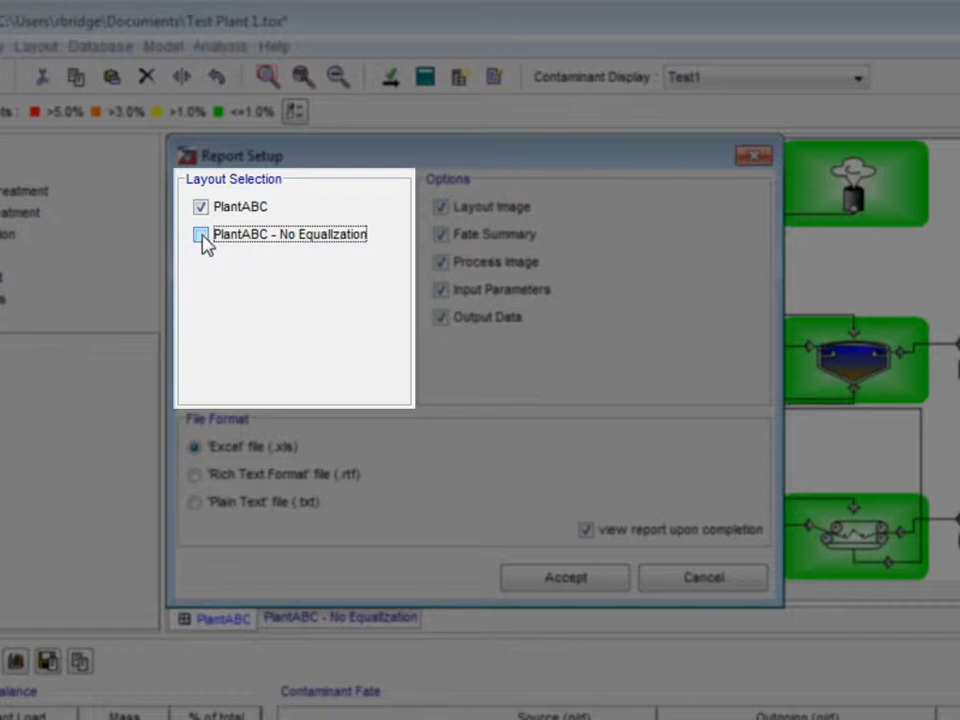 C:\Users\rbridge\Documents\Test Plant 1.tox*
Layout Database Model Analysis Help
Contaminant Display : Test1
>5.0% >3.0% >1.0% <=1.0%
Report Setup
Layout Selection
PlantABC
PlantABC - No Equalization
Options
Layout Image
Fate Summary
Process Image
Input Parameters
Output Data
File Format
'Excel' file (.xls)
'Rich Text Format' file (.rtf)
'Plain Text' file (.txt)
view report upon completion
Accept Cancel
PlantABC PlantABC - No Equalization
Contaminant Fate
Mass % of total Source (g/d) Outgoing (g/d)